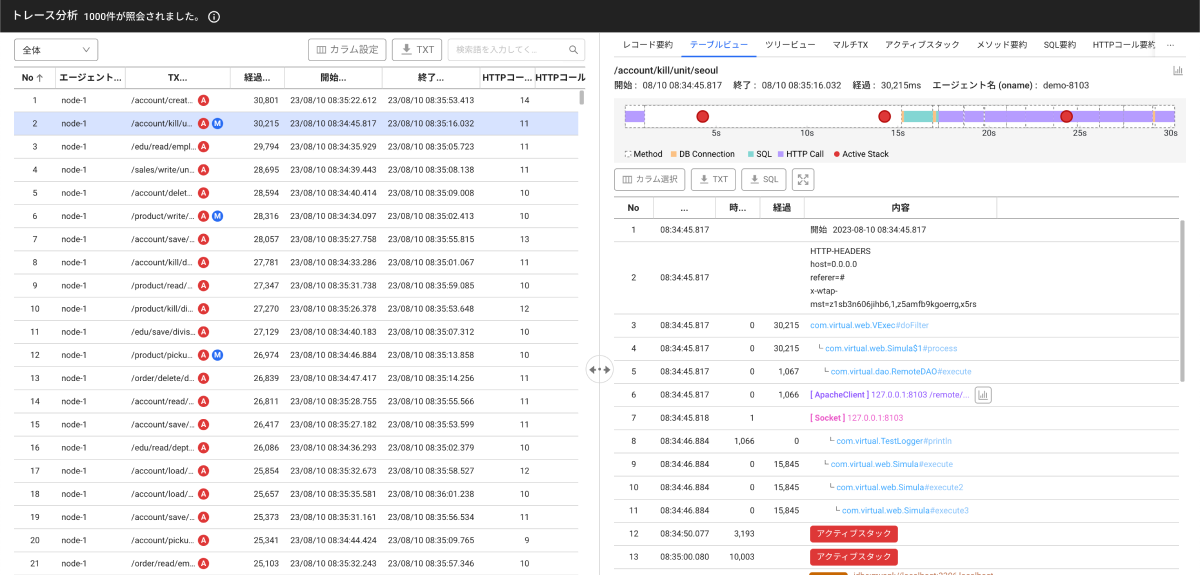 トレース分析 1000件が照会されました。
全体 カラム設定 TXT 検索語を入力してく...
No エージェント... TX... 経過... 開始... 終了... HTTPコー... HTTPコール
1 node-1 /account/creat... A 30,801 23/08/10 08:35:22.612 23/08/10 08:35:53.413 14
2 node-1 /account/kill/u... A M 30,215 23/08/10 08:34:45.817 23/08/10 08:35:16.032 11
3 node-1 /edu/read/empl... A 29,794 23/08/10 08:34:35.929 23/08/10 08:35:05.723 11
4 node-1 /sales/write/un... A 28,695 23/08/10 08:34:39.443 23/08/10 08:35:08.138 11
5 node-1 /account/delet... A 28,594 23/08/10 08:34:40.414 23/08/10 08:35:09.008 10
6 node-1 /product/write/... A M 28,316 23/08/10 08:34:34.097 23/08/10 08:35:02.413 10
7 node-1 /account/save/... A 28,057 23/08/10 08:35:27.758 23/08/10 08:35:55.815 13
8 node-1 /account/kill/d... A 27,781 23/08/10 08:34:33.286 23/08/10 08:35:01.067 11
9 node-1 /product/read/... A 27,347 23/08/10 08:35:31.738 23/08/10 08:35:59.085 10
10 node-1 /product/kill/di... A 27,270 23/08/10 08:35:26.378 23/08/10 08:35:53.648 12
11 node-1 /edu/save/divis... A 27,129 23/08/10 08:34:40.183 23/08/10 08:35:07.312 10
12 node-1 /product/picku... A M 26,974 23/08/10 08:34:46.884 23/08/10 08:35:13.858 10
13 node-1 /order/delete/d... A 26,839 23/08/10 08:34:47.417 23/08/10 08:35:14.256 11
14 node-1 /account/read/... A 26,811 23/08/10 08:35:28.755 23/08/10 08:35:55.566 11
15 node-1 /account/save/... A 26,417 23/08/10 08:35:27.182 23/08/10 08:35:53.599 11
16 node-1 /edu/read/dept... A 26,086 23/08/10 08:34:36.293 23/08/10 08:35:02.379 10
17 node-1 /account/load/... A 25,854 23/08/10 08:35:32.673 23/08/10 08:35:58.527 12
18 node-1 /account/load/... A 25,657 23/08/10 08:35:35.581 23/08/10 08:36:01.238 10
19 node-1 /account/save/... A 25,373 23/08/10 08:35:31.161 23/08/10 08:35:56.534 11
20 node-1 /account/picku... A 25,341 23/08/10 08:34:44.424 23/08/10 08:35:09.765 9
21 node-1 /order/read/em... A 25,103 23/08/10 08:35:32.243 23/08/10 08:35:57.346 10
レコード要約 テーブルビュー ツリービュー マルチTX アクティブスタック メソッド要約 SQL要約 HTTPコール要約 ...
/account/kill/unit/seoul
開始 : 08/10 08:34:45.817 終了 : 08/10 08:35:16.032 経過 : 30,215ms エージェント名 (oname) : demo-8103
5s 10s 15s 20s 25s 30s
Method DB Connection SQL HTTP Call Active Stack
カラム選択 TXT SQL
No ... 時... 経過 内容
1 08:34:45.817 開始 2023-08-10 08:34:45.817
HTTP-HEADERS
host=0.0.0.0
2 08:34:45.817 referer=#
x-wtap-
mst=z1sb3n606jihb6,1,z5amfb9kgoerrg,x5rs
3 08:34:45.817 0 30,215 com.virtual.web.VExec#doFilter
4 08:34:45.817 0 30,215 com.virtual.web.Simula$1#process
5 08:34:45.817 0 1,067 com.virtual.dao.RemoteDAO#execute
6 08:34:45.817 0 1,066 [ ApacheClient ] 127.0.0.1:8103 /remote/...
7 08:34:45.818 1 [ Socket ] 127.0.0.1:8103
8 08:34:46.884 1,066 0 com.virtual.TestLogger#println
9 08:34:46.884 0 15,845 com.virtual.web.Simula#execute
10 08:34:46.884 0 15,845 com.virtual.web.Simula#execute2
11 08:34:46.884 0 15,845 com.virtual.web.Simula#execute3
12 08:34:50.077 3,193 アクティブスタック
13 08:35:00.080 10,003 アクティブスタック